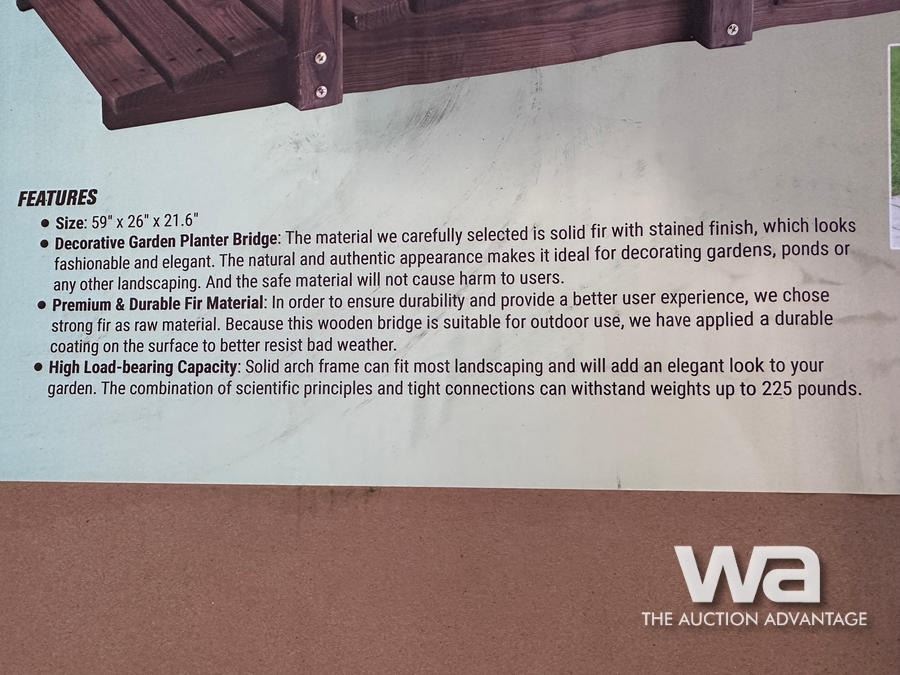 FEATURES
• Size: 59" x 26" x 21.6"
• Decorative Garden Planter Bridge: The material we carefully selected is solid fir with stained finish, which looks
fashionable and elegant. The natural and authentic appearance makes it ideal for decorating gardens, ponds or
any other landscaping. And the safe material will not cause harm to users.
• Premium & Durable Fir Material: In order to ensure durability and provide a better user experience, we chose
strong fir as raw material. Because this wooden bridge is suitable for outdoor use, we have applied a durable
coating on the surface to better resist bad weather.
• High Load-bearing Capacity: Solid arch frame can fit most landscaping and will add an elegant look to your
garden. The combination of scientific principles and tight connections can withstand weights up to 225 pounds.
wa
THE AUCTION ADVANTAGE